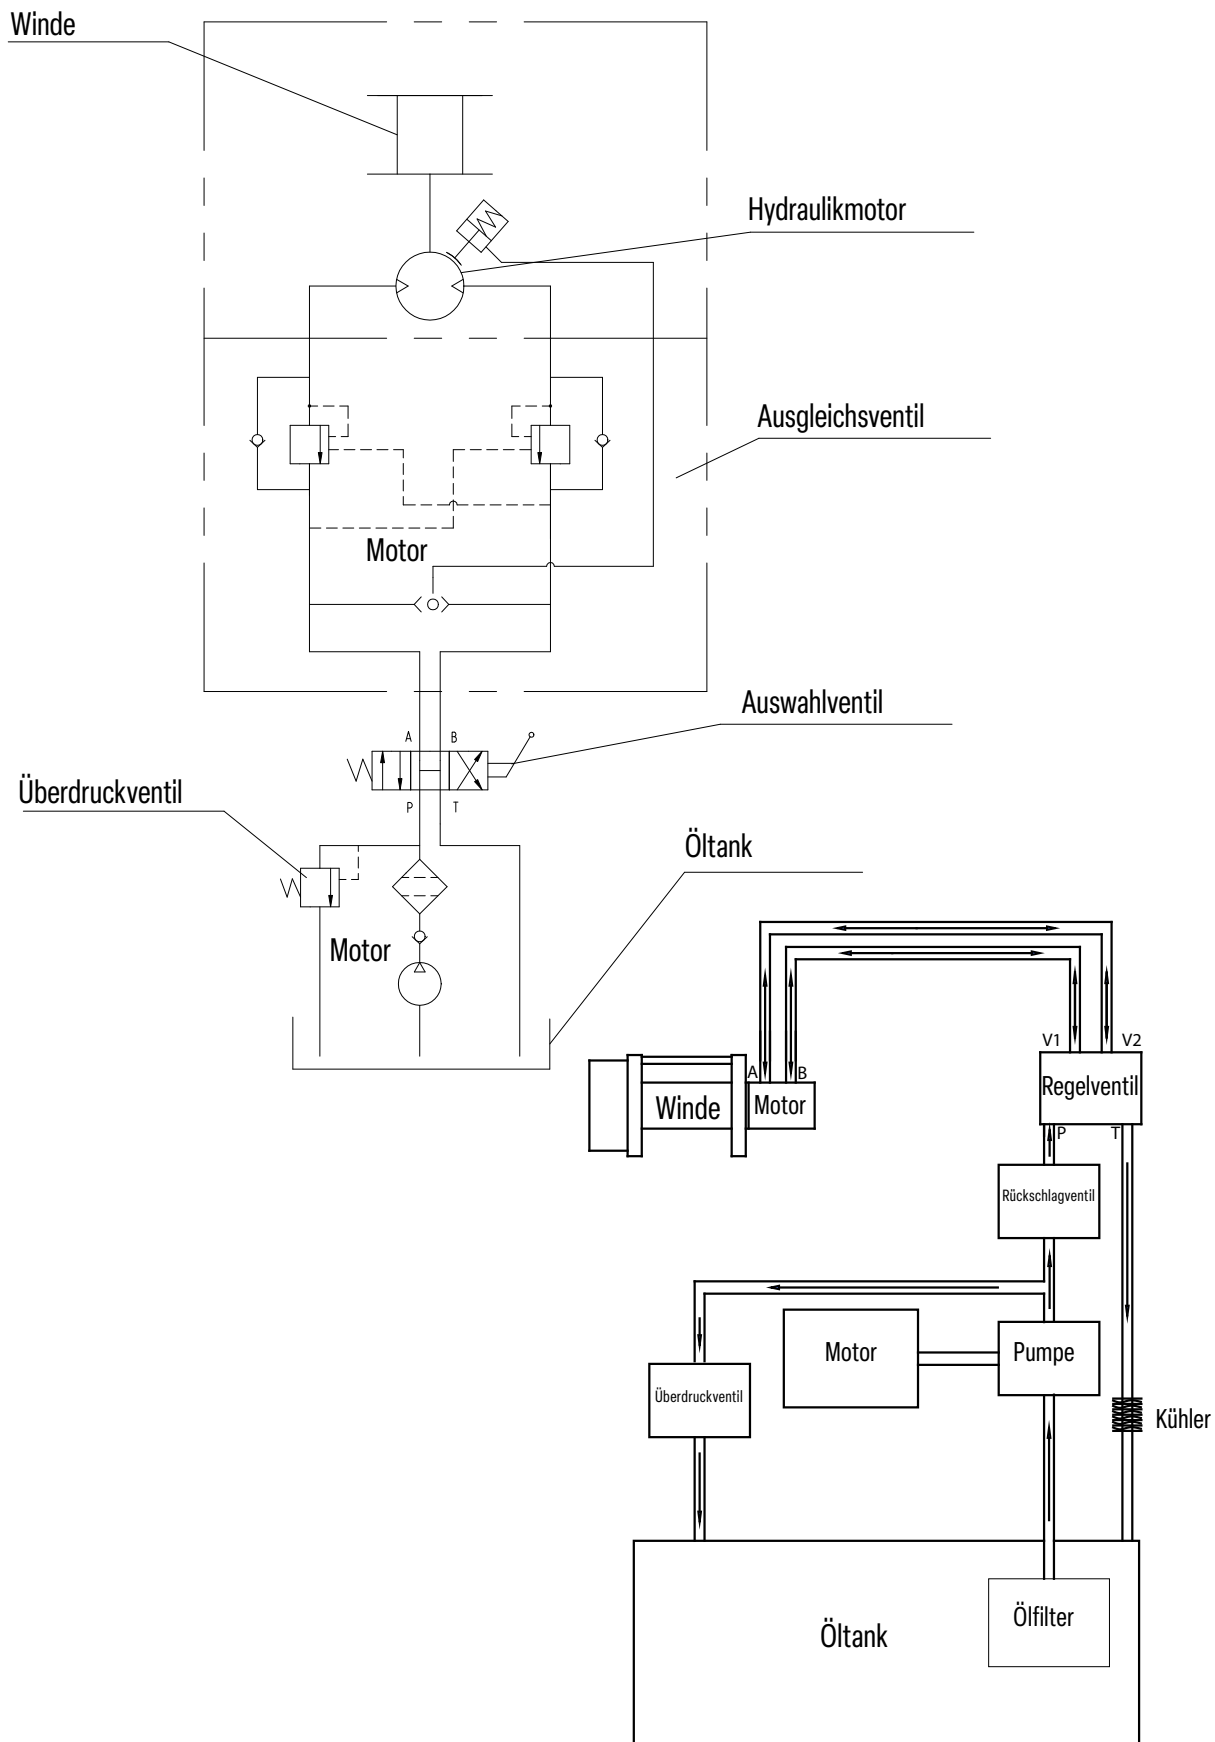 Winde
Hydraulikmotor
Ausgleichsventil
Motor
Auswahlventil
A B
P T
Überdruckventil
Öltank
Motor
V1 V2
A B
Regelventil
Winde
Motor
P T
Rückschlagventil
Motor
Pumpe
Überdruckventil
Kühler
Ölfilter
Öltank